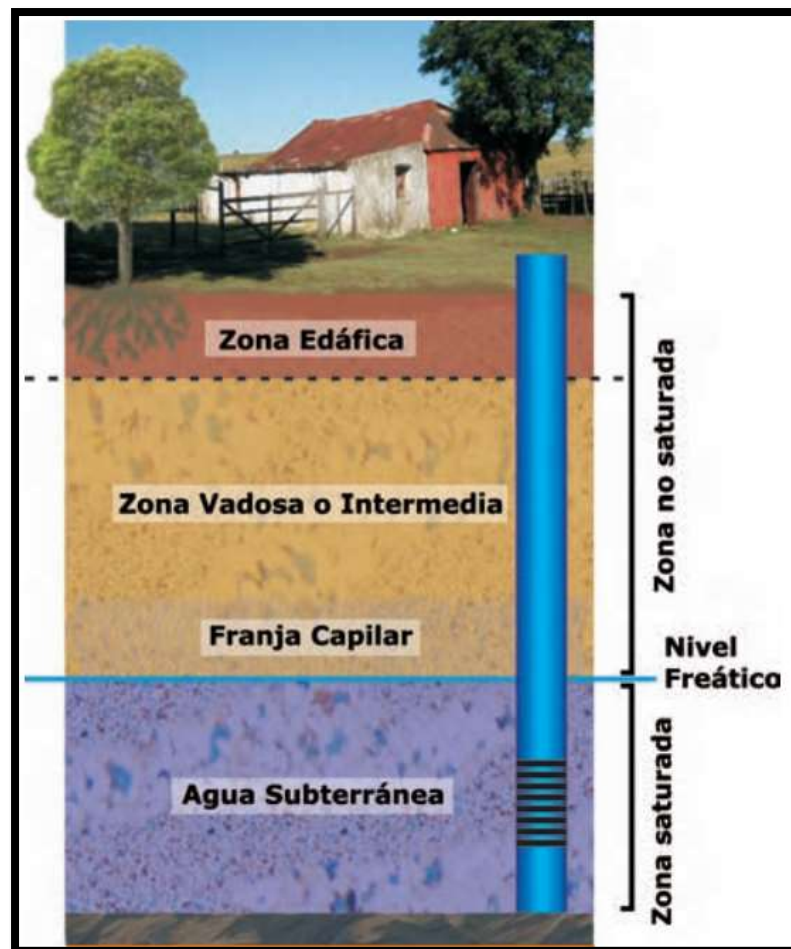 Zona Edáfica
Zona Vadosa o Intermedia
Franja Capilar
Agua Subterránea
Zona no saturada
Nivel
Freático
Zona saturada